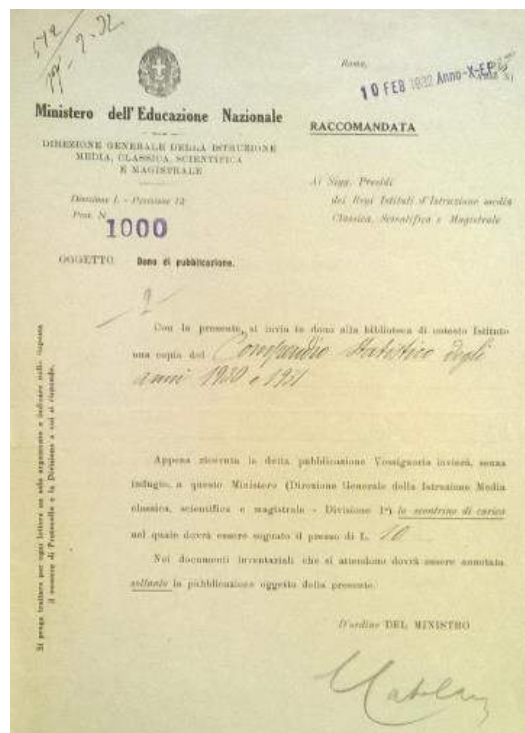 Roma,
10 FEB 1932 Anno-X-E.F.
Ministero dell'Educazione Nazionale
RACCOMANDATA
DIREZIONE GENERALE DELLA ISTRUZIONE
MEDIA, CLASSICA, SCIENTIFICA
E MAGISTRALE
Ai Sigg. Presidi
dei Regi Istituti d'Istruzione media
Classica, Scientifica e Magistrale
Divisione I. - Posizione 12
Prot. N.
1000
OGGETTO Dono di pubblicazione.
2
Con la presente, si invia in dono alla biblioteca di cotesto Istituto
una copia del Compendio Statistico degli
anni 1930 e 1931
Appena ricevuta la detta pubblicazione Vossignoria invierà, senza
indugio, a questo Ministero (Direzione Generale della Istruzione Media
classica, scientifica e magistrale - Divisione 1ª) lo scontrino di carico
nel quale dovrà essere segnato il prezzo di L. 10
Nei documenti inventariali che si attendono dovrà essere annotata
soltanto la pubblicazione oggetto della presente.
D'ordine DEL MINISTRO
Si prega trattare per ogni lettera un solo argomento e indicare nella risposta
il numero di Protocollo e la Divisione a cui si risponde.